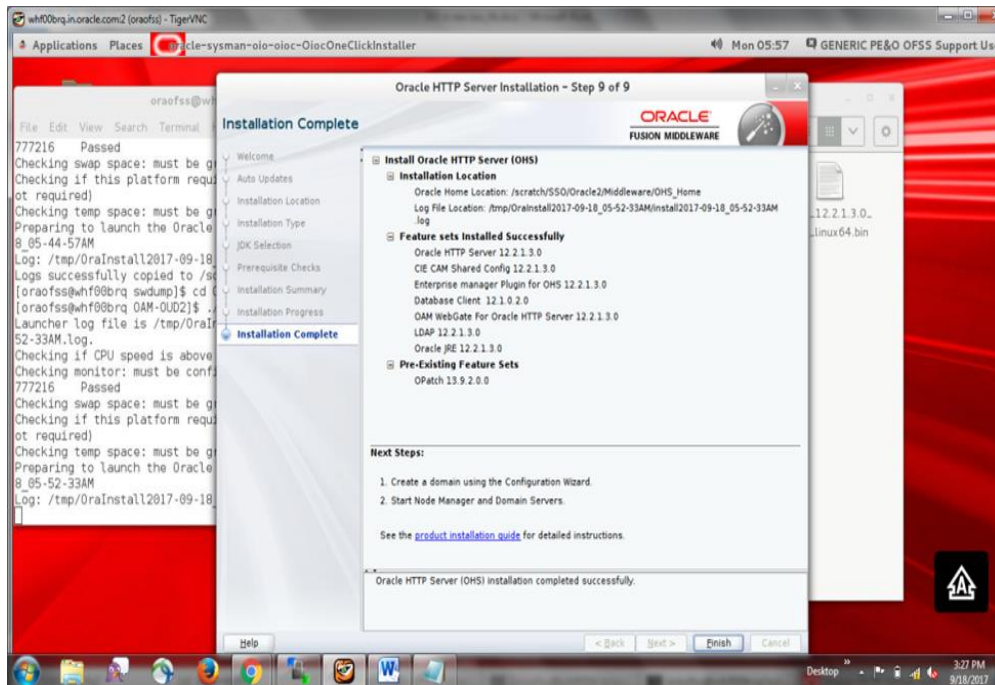 whf00brq.in.oracle.com:2 (oraofss) - TigerVNC
Applications Places oracle-sysman-oio-oioc-OiocOneClickInstaller Mon 05:57 GENERIC PE&O OFSS Support Us
oraofss@wh
File Edit View Search Terminal
777216 Passed
Checking swap space: must be gr
Checking if this platform requi
ot required)
Checking temp space: must be gr
Preparing to launch the Oracle
8_05-44-57AM
Log: /tmp/OraInstall2017-09-18_
Logs successfully copied to /sc
[oraofss@whf00brq swdump]$ cd
[oraofss@whf00brq OAM-OUD2]$ ./
Launcher log file is /tmp/OraIn
52-33AM.log.
Checking if CPU speed is above
Checking monitor: must be confi
777216 Passed
Checking swap space: must be gr
Checking if this platform requi
ot required)
Checking temp space: must be gr
Preparing to launch the Oracle
8_05-52-33AM
Log: /tmp/OraInstall2017-09-18_
Oracle HTTP Server Installation - Step 9 of 9
Installation Complete
ORACLE
FUSION MIDDLEWARE
Welcome
Auto Updates
Installation Location
Installation Type
JDK Selection
Prerequisite Checks
Installation Summary
Installation Progress
Installation Complete
Install Oracle HTTP Server (OHS)
Installation Location
Oracle Home Location: /scratch/SSO/Oracle2/Middleware/OHS_Home
Log File Location: /tmp/OraInstall2017-09-18_05-52-33AM/install2017-09-18_05-52-33AM
.log
Feature sets Installed Successfully
Oracle HTTP Server 12.2.1.3.0
CIE CAM Shared Config 12.2.1.3.0
Enterprise manager Plugin for OHS 12.2.1.3.0
Database Client 12.1.0.2.0
OAM WebGate For Oracle HTTP Server 12.2.1.3.0
LDAP 12.2.1.3.0
Oracle JRE 12.2.1.3.0
Pre-Existing Feature Sets
OPatch 13.9.2.0.0
Next Steps:
1. Create a domain using the Configuration Wizard.
2. Start Node Manager and Domain Servers.
See the product installation guide for detailed instructions.
Oracle HTTP Server (OHS) installation completed successfully.
Help < Back Next > Finish Cancel
_12.2.1.3.0_
_linux64.bin
Desktop
3:27 PM
9/18/2017